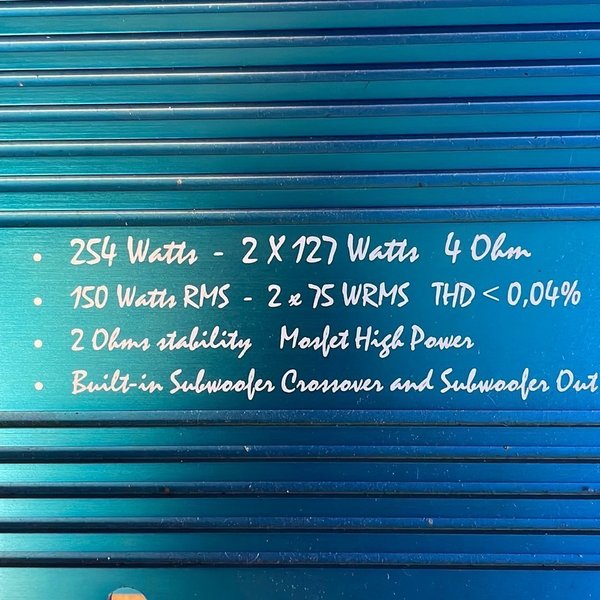 • 254 Watts - 2 X 127 Watts 4 Ohm
• 150 Watts RMS - 2 x 75 WRMS THD < 0,04%
• 2 Ohms stability Mosfet High Power
• Built-in Subwoofer Crossover and Subwoofer Out